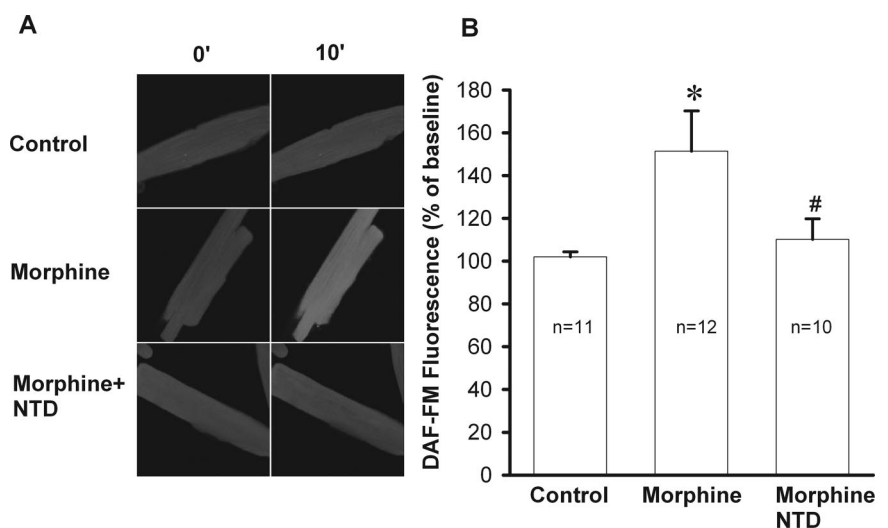 A
0' 10'
Control
Morphine
Morphine+
NTD
B
DAF-FM Fluorescence (% of baseline)
180
160
140
120
100
80
60
40
20
0
*
#
n=11 n=12 n=10
Control Morphine Morphine
NTD